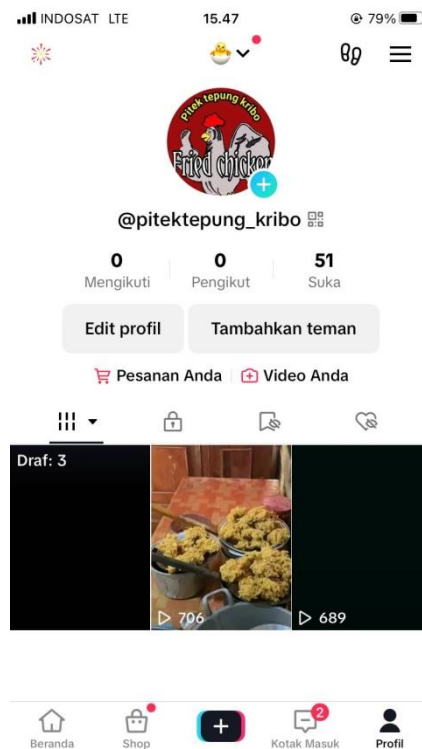 INDOSAT LTE 15.47 79%
Pitek tepung kribo
Fried chicken
@pitektepung_kribo
0 0 51
Mengikuti Pengikut Suka
Edit profil Tambahkan teman
Pesanan Anda Video Anda
Draf: 3
706 689
2
Beranda Shop Kotak Masuk Profil